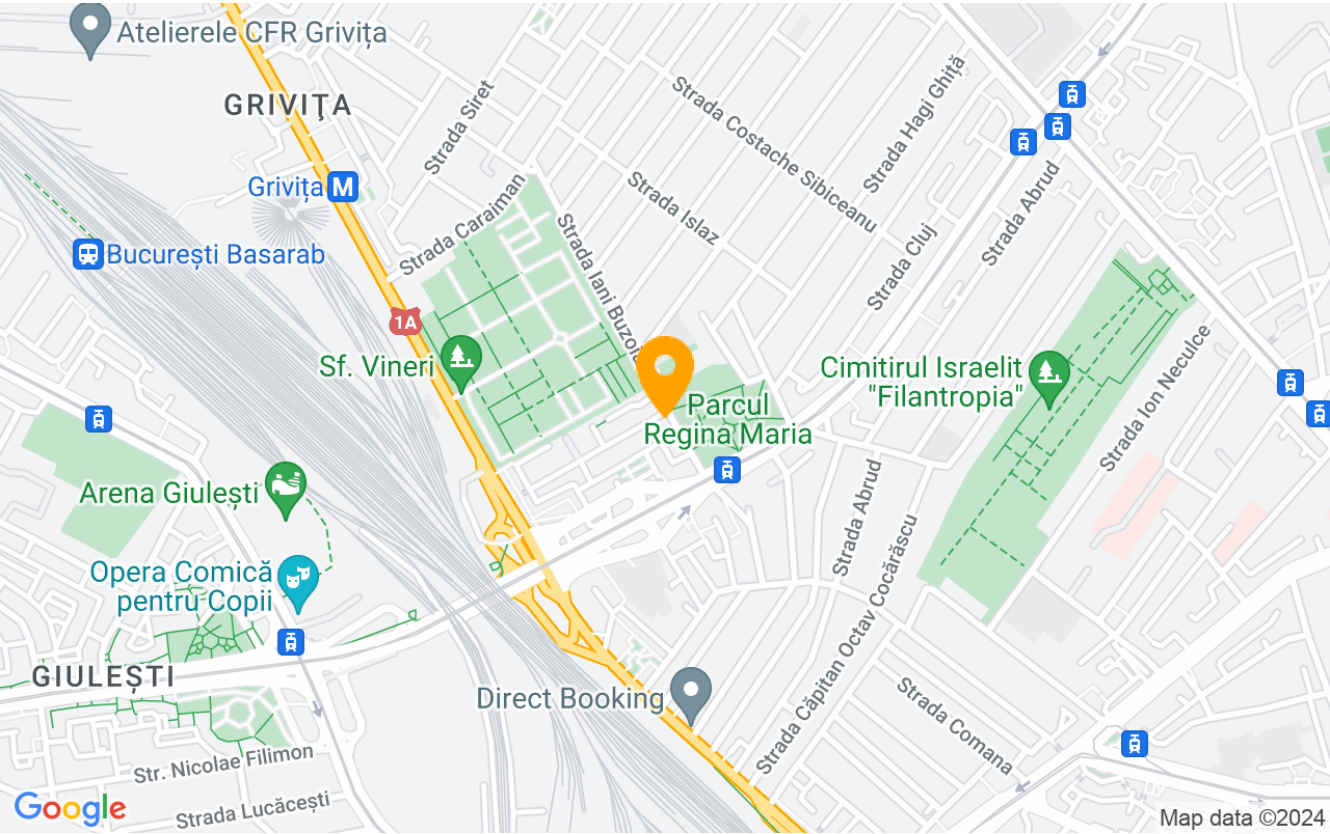 Atelierele CFR Grivița
GRIVIŢA
Strada Siret
Strada Costache Sibiceanu
Strada Hagi Ghiță
Grivița M
Strada Caraiman
Strada Islaz
Strada Abrud
București Basarab
Strada Iani Buzoia
Strada Cluj
1A
Sf. Vineri
Cimitirul Israelit
"Filantropia"
Strada Ion Neculce
Parcul
Regina Maria
Arena Giulești
Strada Abrud
Strada Căpitan Octav Cocărăscu
Opera Comică
pentru Copii
GIULEȘTI
Direct Booking
Strada Comana
Str. Nicolae Filimon
Strada Lucăcești
Google
Map data ©2024